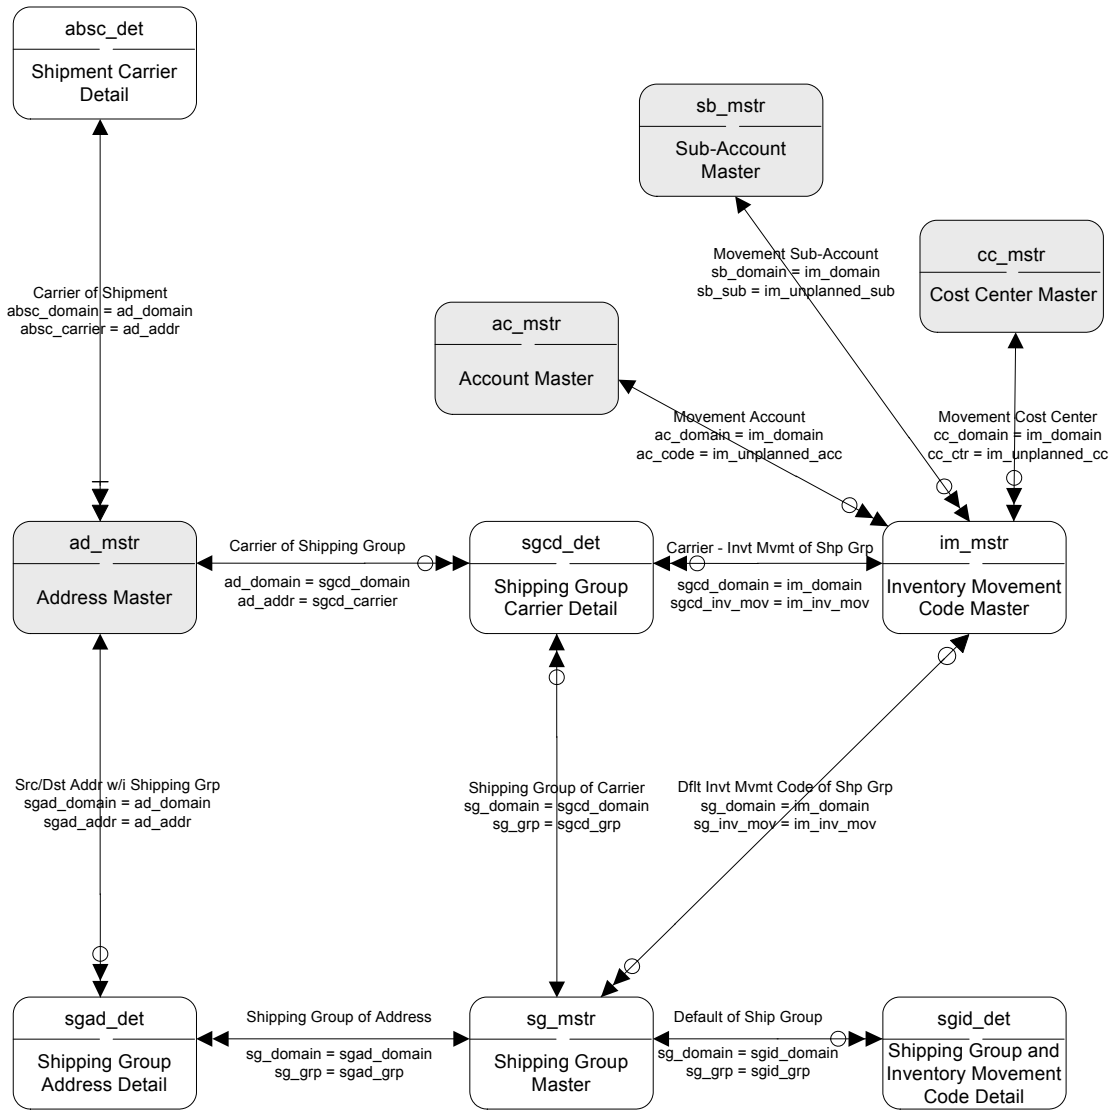 absc_det
Shipment Carrier
Detail
sb_mstr
Sub-Account
Master
cc_mstr
Cost Center Master
Movement Sub-Account
sb_domain = im_domain
sb_sub = im_unplanned_sub
Carrier of Shipment
absc_domain = ad_domain
absc_carrier = ad_addr
ac_mstr
Account Master
Movement Account
ac_domain = im_domain
ac_code = im_unplanned_acc
Movement Cost Center
cc_domain = im_domain
cc_ctr = im_unplanned_cc
ad_mstr
Address Master
Carrier of Shipping Group
ad_domain = sgcd_domain
ad_addr = sgcd_carrier
sgcd_det
Shipping Group
Carrier Detail
Carrier - Invt Mvmt of Shp Grp
sgcd_domain = im_domain
sgcd_inv_mov = im_inv_mov
im_mstr
Inventory Movement
Code Master
Src/Dst Addr w/i Shipping Grp
sgad_domain = ad_domain
sgad_addr = ad_addr
Shipping Group of Carrier
sg_domain = sgcd_domain
sg_grp = sgcd_grp
Dflt Invt Mvmt Code of Shp Grp
sg_domain = im_domain
sg_inv_mov = im_inv_mov
sgad_det
Shipping Group
Address Detail
Shipping Group of Address
sg_domain = sgad_domain
sg_grp = sgad_grp
sg_mstr
Shipping Group
Master
Default of Ship Group
sg_domain = sgid_domain
sg_grp = sgid_grp
sgid_det
Shipping Group and
Inventory Movement
Code Detail